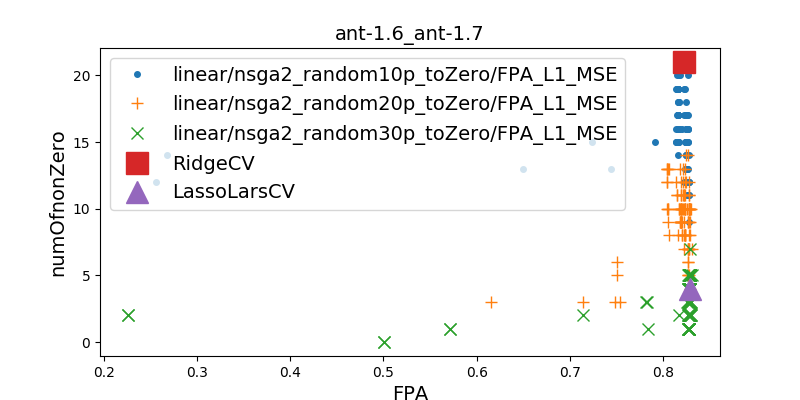 ant-1.6_ant-1.7
linear/nsga2_random10p_toZero/FPA_L1_MSE
linear/nsga2_random20p_toZero/FPA_L1_MSE
linear/nsga2_random30p_toZero/FPA_L1_MSE
RidgeCV
LassoLarsCV
numOfnonZero
20
15
10
5
0
0.2 0.3 0.4 0.5 0.6 0.7 0.8
FPA